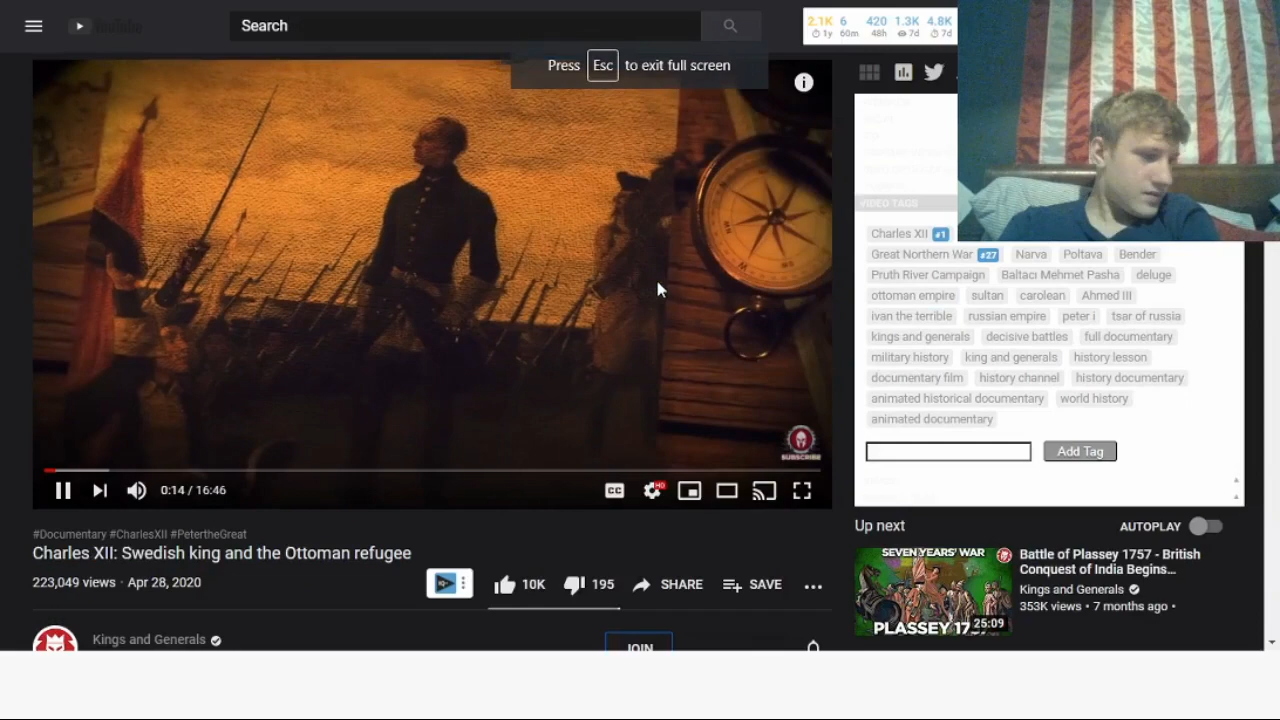 Search
2.1K 6 420 1.3K 4.8K
1y 60m 48h 7d 7d
Press Esc to exit full screen
VIDEO TAGS
Charles XII #1
Great Northern War #27 Narva Poltava Bender
Pruth River Campaign Baltacı Mehmet Pasha deluge
ottoman empire sultan carolean Ahmed III
ivan the terrible russian empire peter i tsar of russia
kings and generals decisive battles full documentary
military history king and generals history lesson
documentary film history channel history documentary
animated historical documentary world history
animated documentary
Add Tag
SUBSCRIBE
0:14 / 16:46
CC
HD
#Documentary #CharlesXII #PetertheGreat
Charles XII: Swedish king and the Ottoman refugee
223,049 views · Apr 28, 2020
10K 195 SHARE SAVE
Kings and Generals
JOIN
Up next AUTOPLAY
SEVEN YEARS' WAR
PLASSEY 17
25:09
Battle of Plassey 1757 - British
Conquest of India Begins...
Kings and Generals
353K views · 7 months ago ·